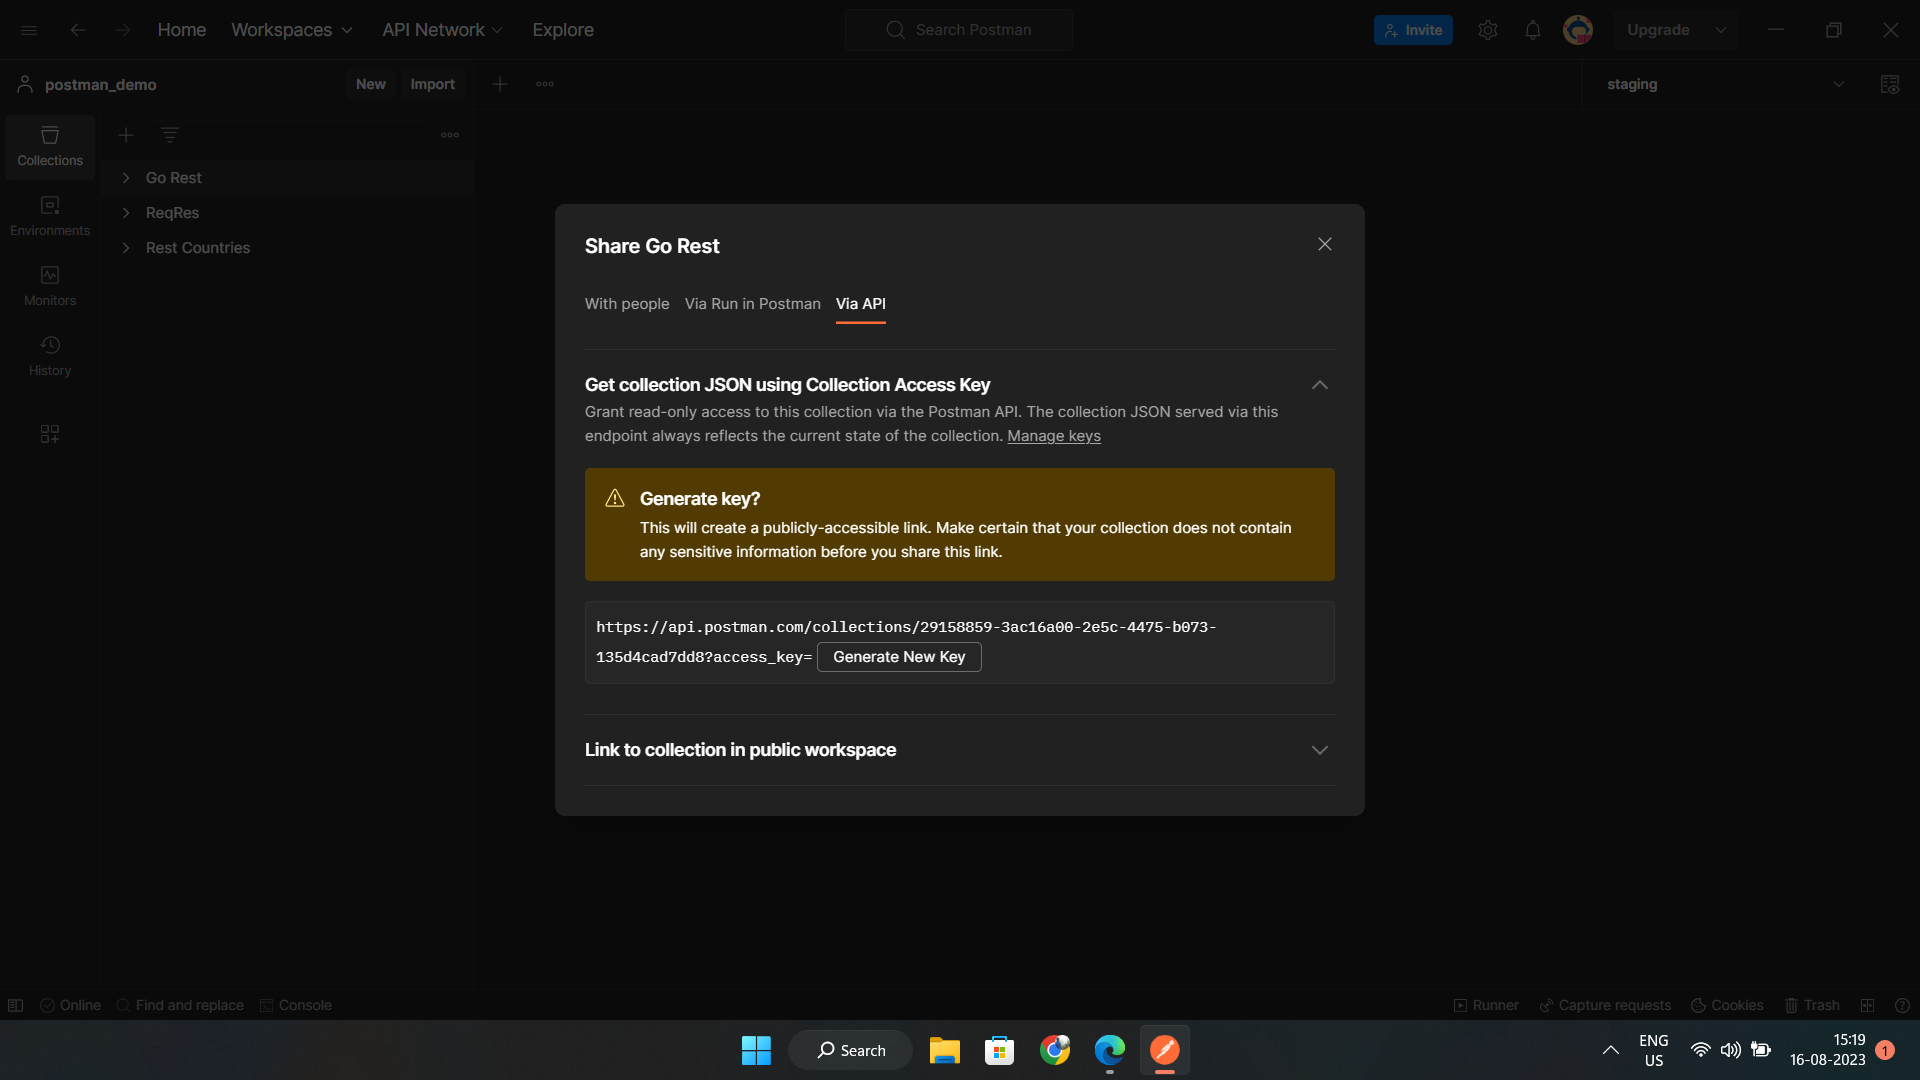 Home
Workspaces
API Network
Explore
Search Postman
Invite
Upgrade
postman_demo
New
Import
staging
Collections
Environments
Monitors
History
Go Rest
ReqRes
Rest Countries
Share Go Rest
With people
Via Run in Postman
Via API
Get collection JSON using Collection Access Key
Grant read-only access to this collection via the Postman API. The collection JSON served via this
endpoint always reflects the current state of the collection. Manage keys
Generate key?
This will create a publicly-accessible link. Make certain that your collection does not contain
any sensitive information before you share this link.
https://api.postman.com/collections/29158859-3ac16a00-2e5c-4475-b073-
135d4cad7dd8?access_key= Generate New Key
Link to collection in public workspace
Online
Find and replace
Console
Runner
Capture requests
Cookies
Trash
Search
ENG
US
15:19
16-08-2023
1